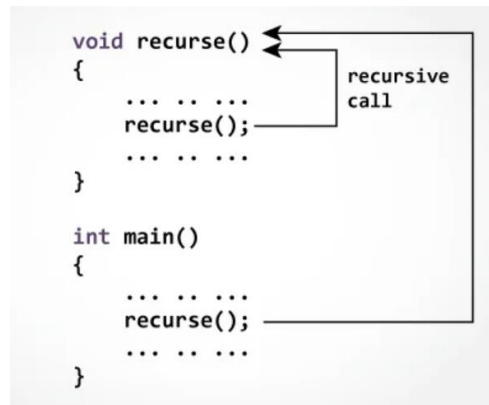 void recurse()
{
recursive
call
... .. ...
recurse();
... .. ...
}
int main()
{
... .. ...
recurse();
... .. ...
}